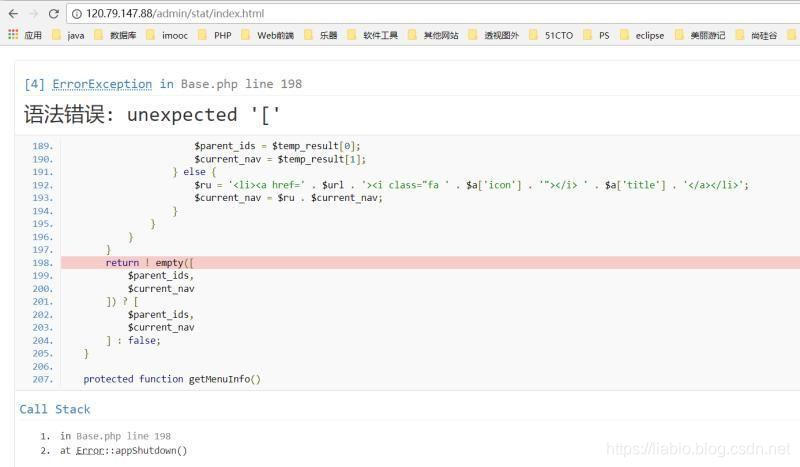 120.79.147.88/admin/stat/index.html
应用 java 数据库 imooc PHP Web前端 乐器 软件工具 其他网站 透视图外 51CTO PS eclipse 美丽游记 尚硅谷
[4] ErrorException in Base.php line 198
语法错误: unexpected '['
189. $parent_ids = $temp_result[0];
190. $current_nav = $temp_result[1];
191. } else {
192. $ru = '<li><a href=' . $url . '><i class="fa ' . $a['icon'] . '"></i> ' . $a['title'] . '</a></li>';
193. $current_nav = $ru . $current_nav;
194. }
195. }
196. }
197. }
198. return ! empty([
199. $parent_ids,
200. $current_nav
201. ]) ? [
202. $parent_ids,
203. $current_nav
204. ] : false;
205. }
206.
207. protected function getMenuInfo()
Call Stack
1. in Base.php line 198
2. at Error::appShutdown()
https://liabio.blog.csdn.net